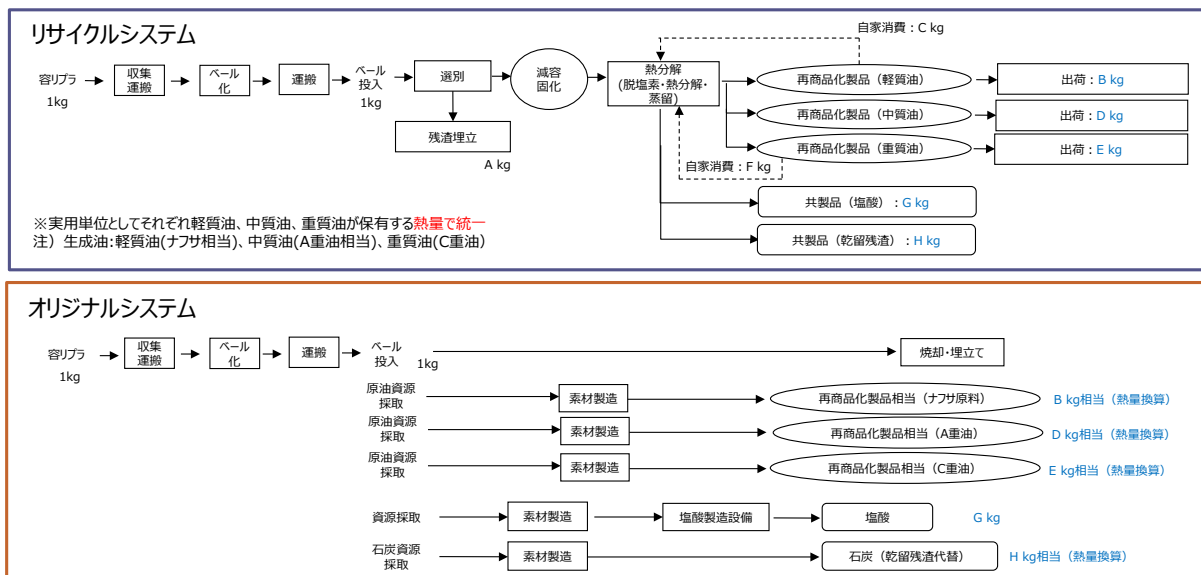 リサイクルシステム
自家消費：C kg
容リプラ
1kg
収集
運搬
ベール
化
運搬
ベール
投入
1kg
選別
減容
固化
熱分解
(脱塩素・熱分解・
蒸留)
再商品化製品（軽質油）
出荷：B kg
再商品化製品（中質油）
出荷：D kg
残渣埋立
A kg
再商品化製品（重質油）
出荷：E kg
自家消費：F kg
共製品（塩酸）：G kg
共製品（乾留残渣）：H kg
※実用単位としてそれぞれ軽質油、中質油、重質油が保有する熱量で統一
注）生成油:軽質油(ナフサ相当)、中質油(A重油相当)、重質油(C重油)
オリジナルシステム
容リプラ
1kg
収集
運搬
ベール
化
運搬
ベール
投入
1kg
焼却・埋立て
原油資源
採取
素材製造
再商品化製品相当（ナフサ原料）
B kg相当（熱量換算）
原油資源
採取
素材製造
再商品化製品相当（A重油）
D kg相当（熱量換算）
原油資源
採取
素材製造
再商品化製品相当（C重油）
E kg相当（熱量換算）
資源採取
素材製造
塩酸製造設備
塩酸
G kg
石炭資源
採取
素材製造
石炭（乾留残渣代替）
H kg相当（熱量換算）